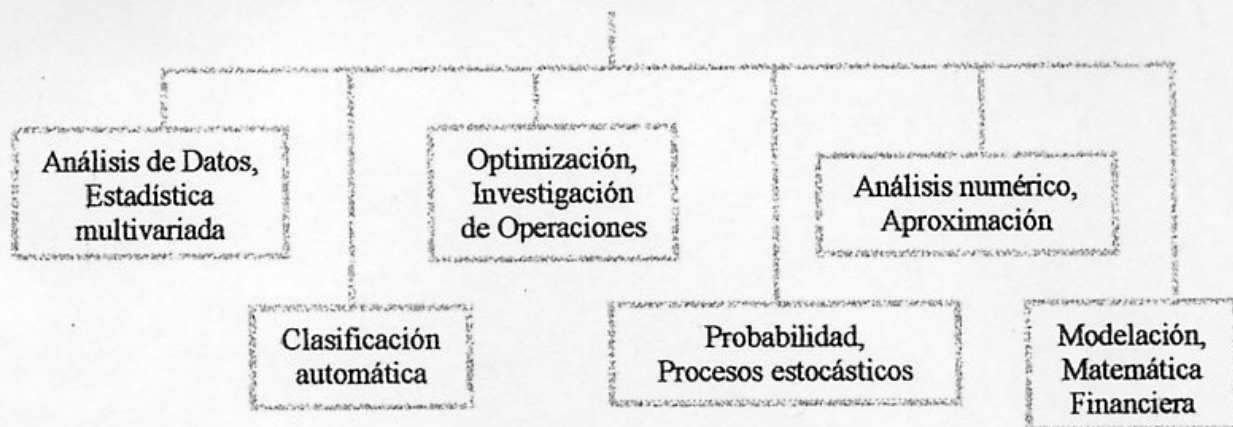 Análisis de Datos,
Estadística
multivariada
Optimización,
Investigación
de Operaciones
Análisis numérico,
Aproximación
Clasificación
automática
Probabilidad,
Procesos estocásticos
Modelación,
Matemática
Financiera